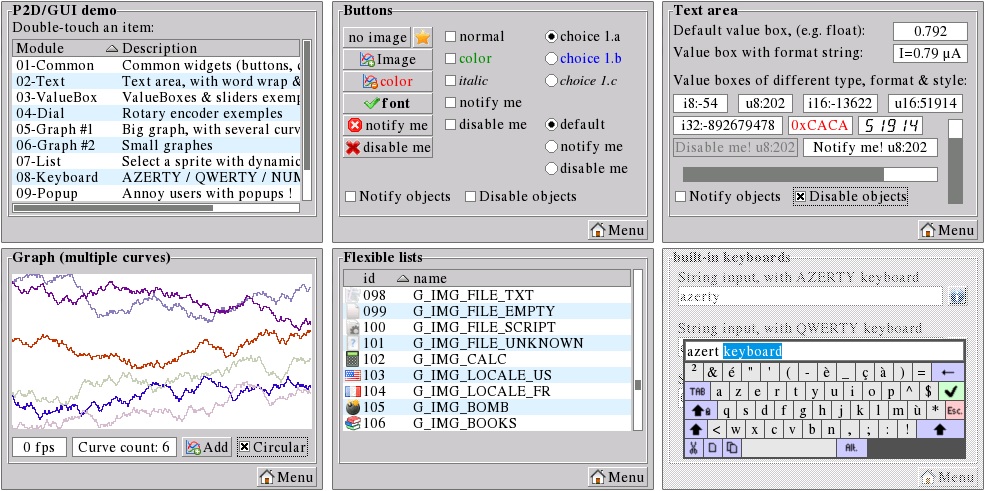 P2D/GUI demo
Double-touch an item:
Module Description
01-Common Common widgets (buttons, c
02-Text Text area, with word wrap &
03-ValueBox ValueBoxes & sliders exemp
04-Dial Rotary encoder exemples
05-Graph #1 Big graph, with several curv
06-Graph #2 Small graphes
07-List Select a sprite with dynamic
08-Keyboard AZERTY / QWERTY / NUM
09-Popup Annoy users with popups !
Buttons
no image normal choice 1.a
Image color choice 1.b
color italic choice 1.c
font notify me
notify me disable me default
disable me notify me
disable me
Notify objects Disable objects
Menu
Text area
Default value box, (e.g. float): 0.792
Value box with format string: I=0.79 µA
Value boxes of different type, format & style:
i8:-54 u8:202 i16:-13622 u16:51914
i32:-892679478 0xCACA 51914
Disable me! u8:202 Notify me! u8:202
Notify objects Disable objects
Menu
Graph (multiple curves)
0 fps Curve count: 6 Add Circular
Menu
Flexible lists
id name
098 G_IMG_FILE_TXT
099 G_IMG_FILE_EMPTY
100 G_IMG_FILE_SCRIPT
101 G_IMG_FILE_UNKNOWN
102 G_IMG_CALC
103 G_IMG_LOCALE_US
104 G_IMG_LOCALE_FR
105 G_IMG_BOMB
106 G_IMG_BOOKS
Menu
built-in keyboards
String input, with AZERTY keyboard
azerty
String input, with QWERTY keyboard
azert keyboard
² & é " ' ( - è _ ç à ) = ←
TAB a z e r t y u i o p ^ $
q s d f g h j k l m ù * Esc.
< w x c v b n , ; : !
Alt.
Menu